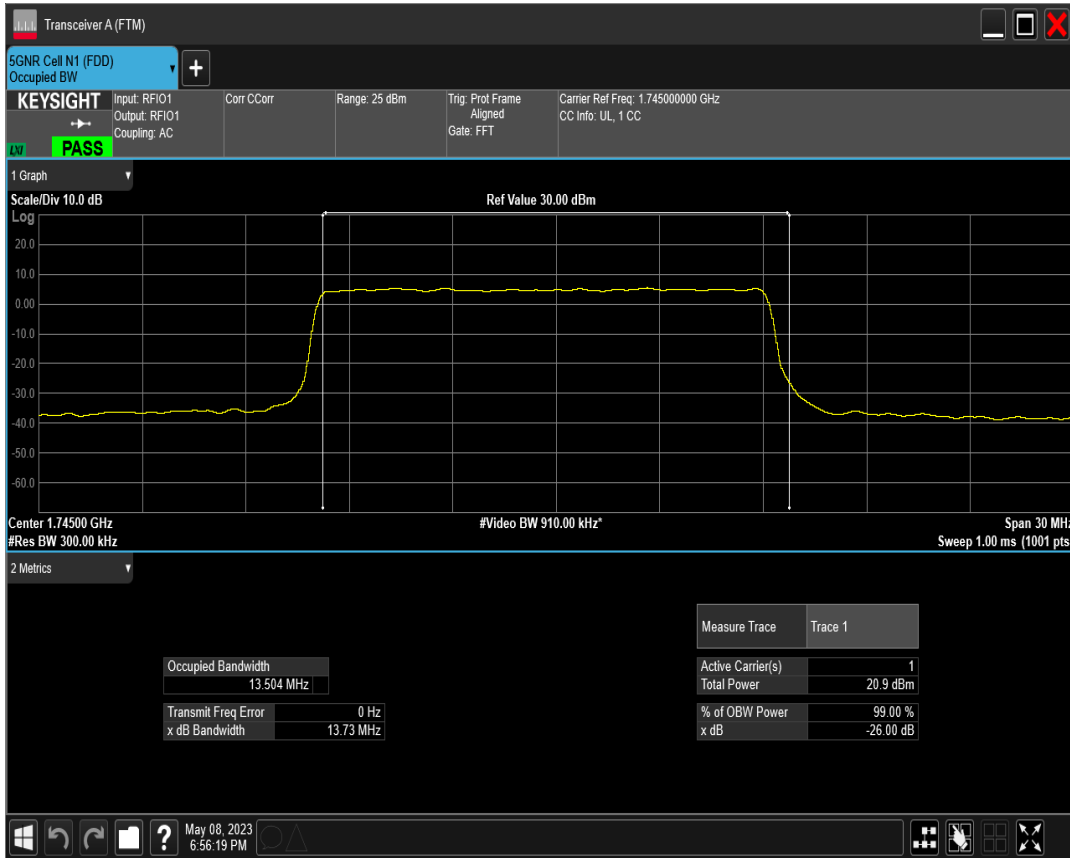 Transceiver A (FTM)
5GNR Cell N1 (FDD)
Occupied BW
+
KEYSIGHT
LXI
PASS
Input: RFIO1
Output: RFIO1
Coupling: AC
Corr CCorr
Range: 25 dBm
Trig: Prot Frame
Aligned
Gate: FFT
Carrier Ref Freq: 1.745000000 GHz
CC Info: UL, 1 CC
1 Graph
Scale/Div 10.0 dB
Ref Value 30.00 dBm
Log
20.0
10.0
0.00
-10.0
-20.0
-30.0
-40.0
-50.0
-60.0
Center 1.74500 GHz
#Video BW 910.00 kHz*
Span 30 MHz
#Res BW 300.00 kHz
Sweep 1.00 ms (1001 pts
2 Metrics
Measure Trace Trace 1
Occupied Bandwidth
13.504 MHz
Active Carrier(s) 1
Total Power 20.9 dBm
Transmit Freq Error 0 Hz
x dB Bandwidth 13.73 MHz
% of OBW Power 99.00 %
x dB -26.00 dB
?
May 08, 2023
6:56:19 PM